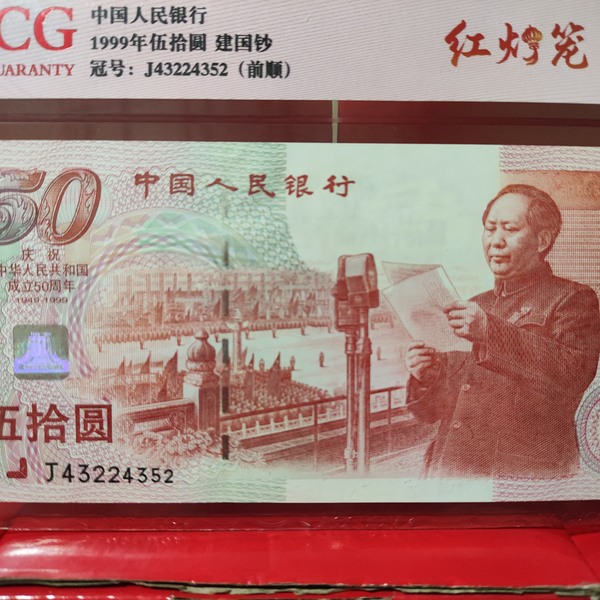 CG
UARANTY
中国人民银行
1999年伍拾圆 建国钞
冠号：J43224352（前顺）
红灯笼
50
中国人民银行
庆祝
中华人民共和国
成立50周年
1949-1999
伍拾圆
J43224352